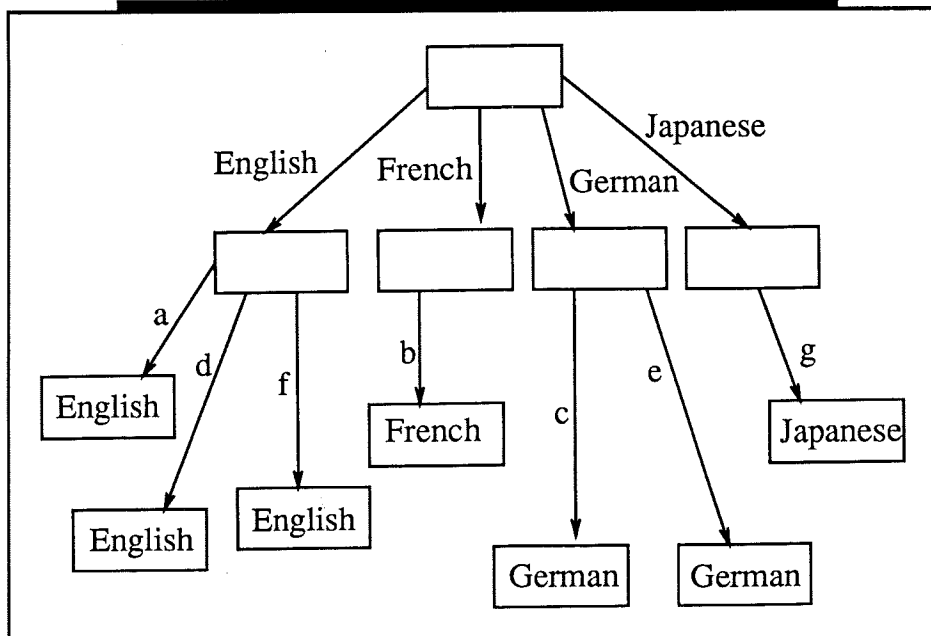 Japanese
English
French
German
a
d
f
b
c
e
g
English
French
Japanese
English
English
German
German